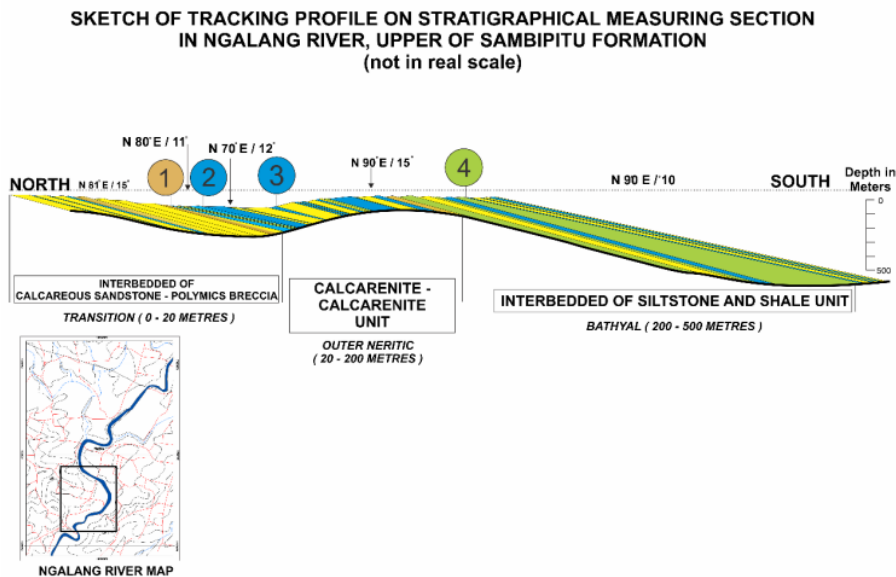 SKETCH OF TRACKING PROFILE ON STRATIGRAPHICAL MEASURING SECTION
IN NGALANG RIVER, UPPER OF SAMBIPITU FORMATION
(not in real scale)
N 80°E / 11°
N 70°E / 12°
N 90°E / 15°
NORTH
N 81°E / 15°
1
2
3
4
N 90°E /°10
SOUTH
Depth in
Meters
0
500
INTERBEDDED OF
CALCAREOUS SANDSTONE - POLYMICS BRECCIA
TRANSITION ( 0 - 20 METRES )
CALCARENITE -
CALCARENITE
UNIT
OUTER NERITIC
( 20 - 200 METRES )
INTERBEDDED OF SILTSTONE AND SHALE UNIT
BATHYAL ( 200 - 500 METRES )
NGALANG RIVER MAP